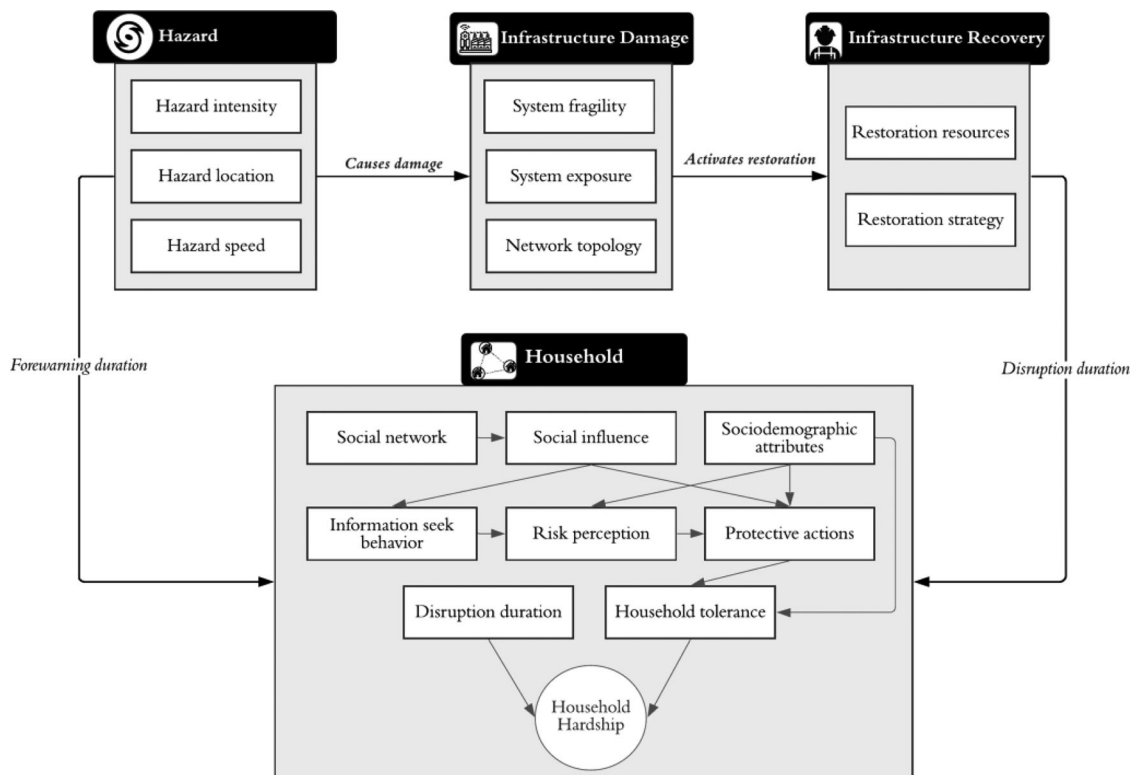 Hazard
Infrastructure Damage
Infrastructure Recovery
Hazard intensity
Hazard location
Hazard speed
Causes damage
System fragility
System exposure
Network topology
Activates restoration
Restoration resources
Restoration strategy
Forewarning duration
Disruption duration
Household
Social network
Social influence
Sociodemographic
attributes
Information seek
behavior
Risk perception
Protective actions
Disruption duration
Household tolerance
Household
Hardship